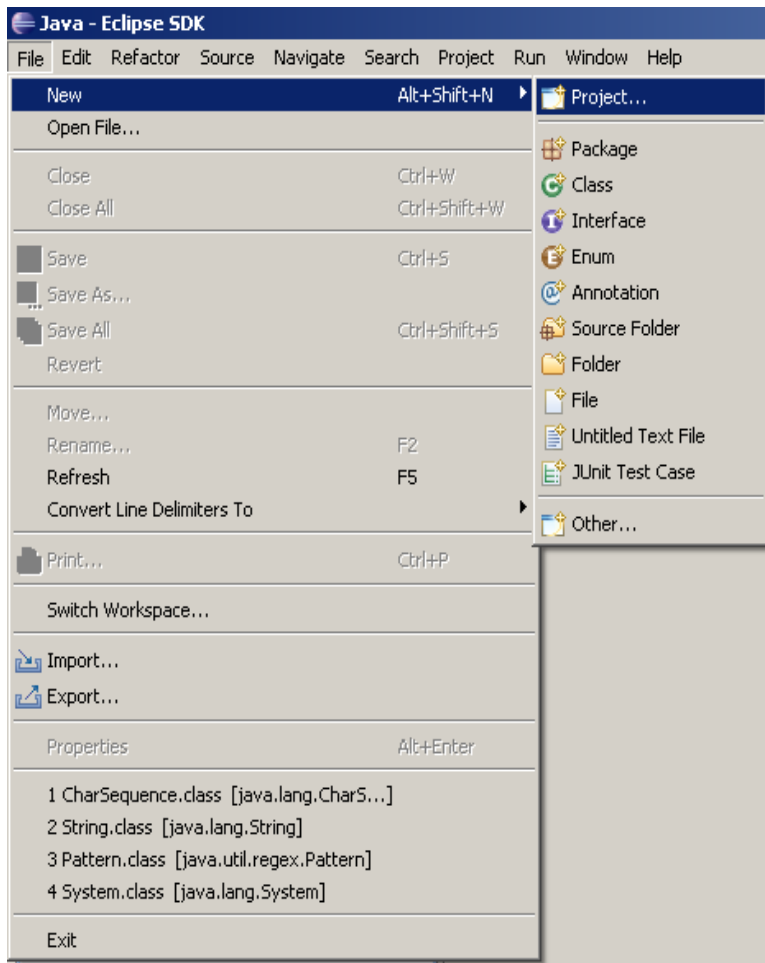 Java - Eclipse SDK
File Edit Refactor Source Navigate Search Project Run Window Help
New Alt+Shift+N
Open File...
Close Ctrl+W
Close All Ctrl+Shift+W
Save Ctrl+S
Save As...
Save All Ctrl+Shift+S
Revert
Move...
Rename... F2
Refresh F5
Convert Line Delimiters To
Print... Ctrl+P
Switch Workspace...
Import...
Export...
Properties Alt+Enter
1 CharSequence.class [java.lang.CharS...]
2 String.class [java.lang.String]
3 Pattern.class [java.util.regex.Pattern]
4 System.class [java.lang.System]
Exit
Project...
Package
Class
Interface
Enum
Annotation
Source Folder
Folder
File
Untitled Text File
JUnit Test Case
Other...